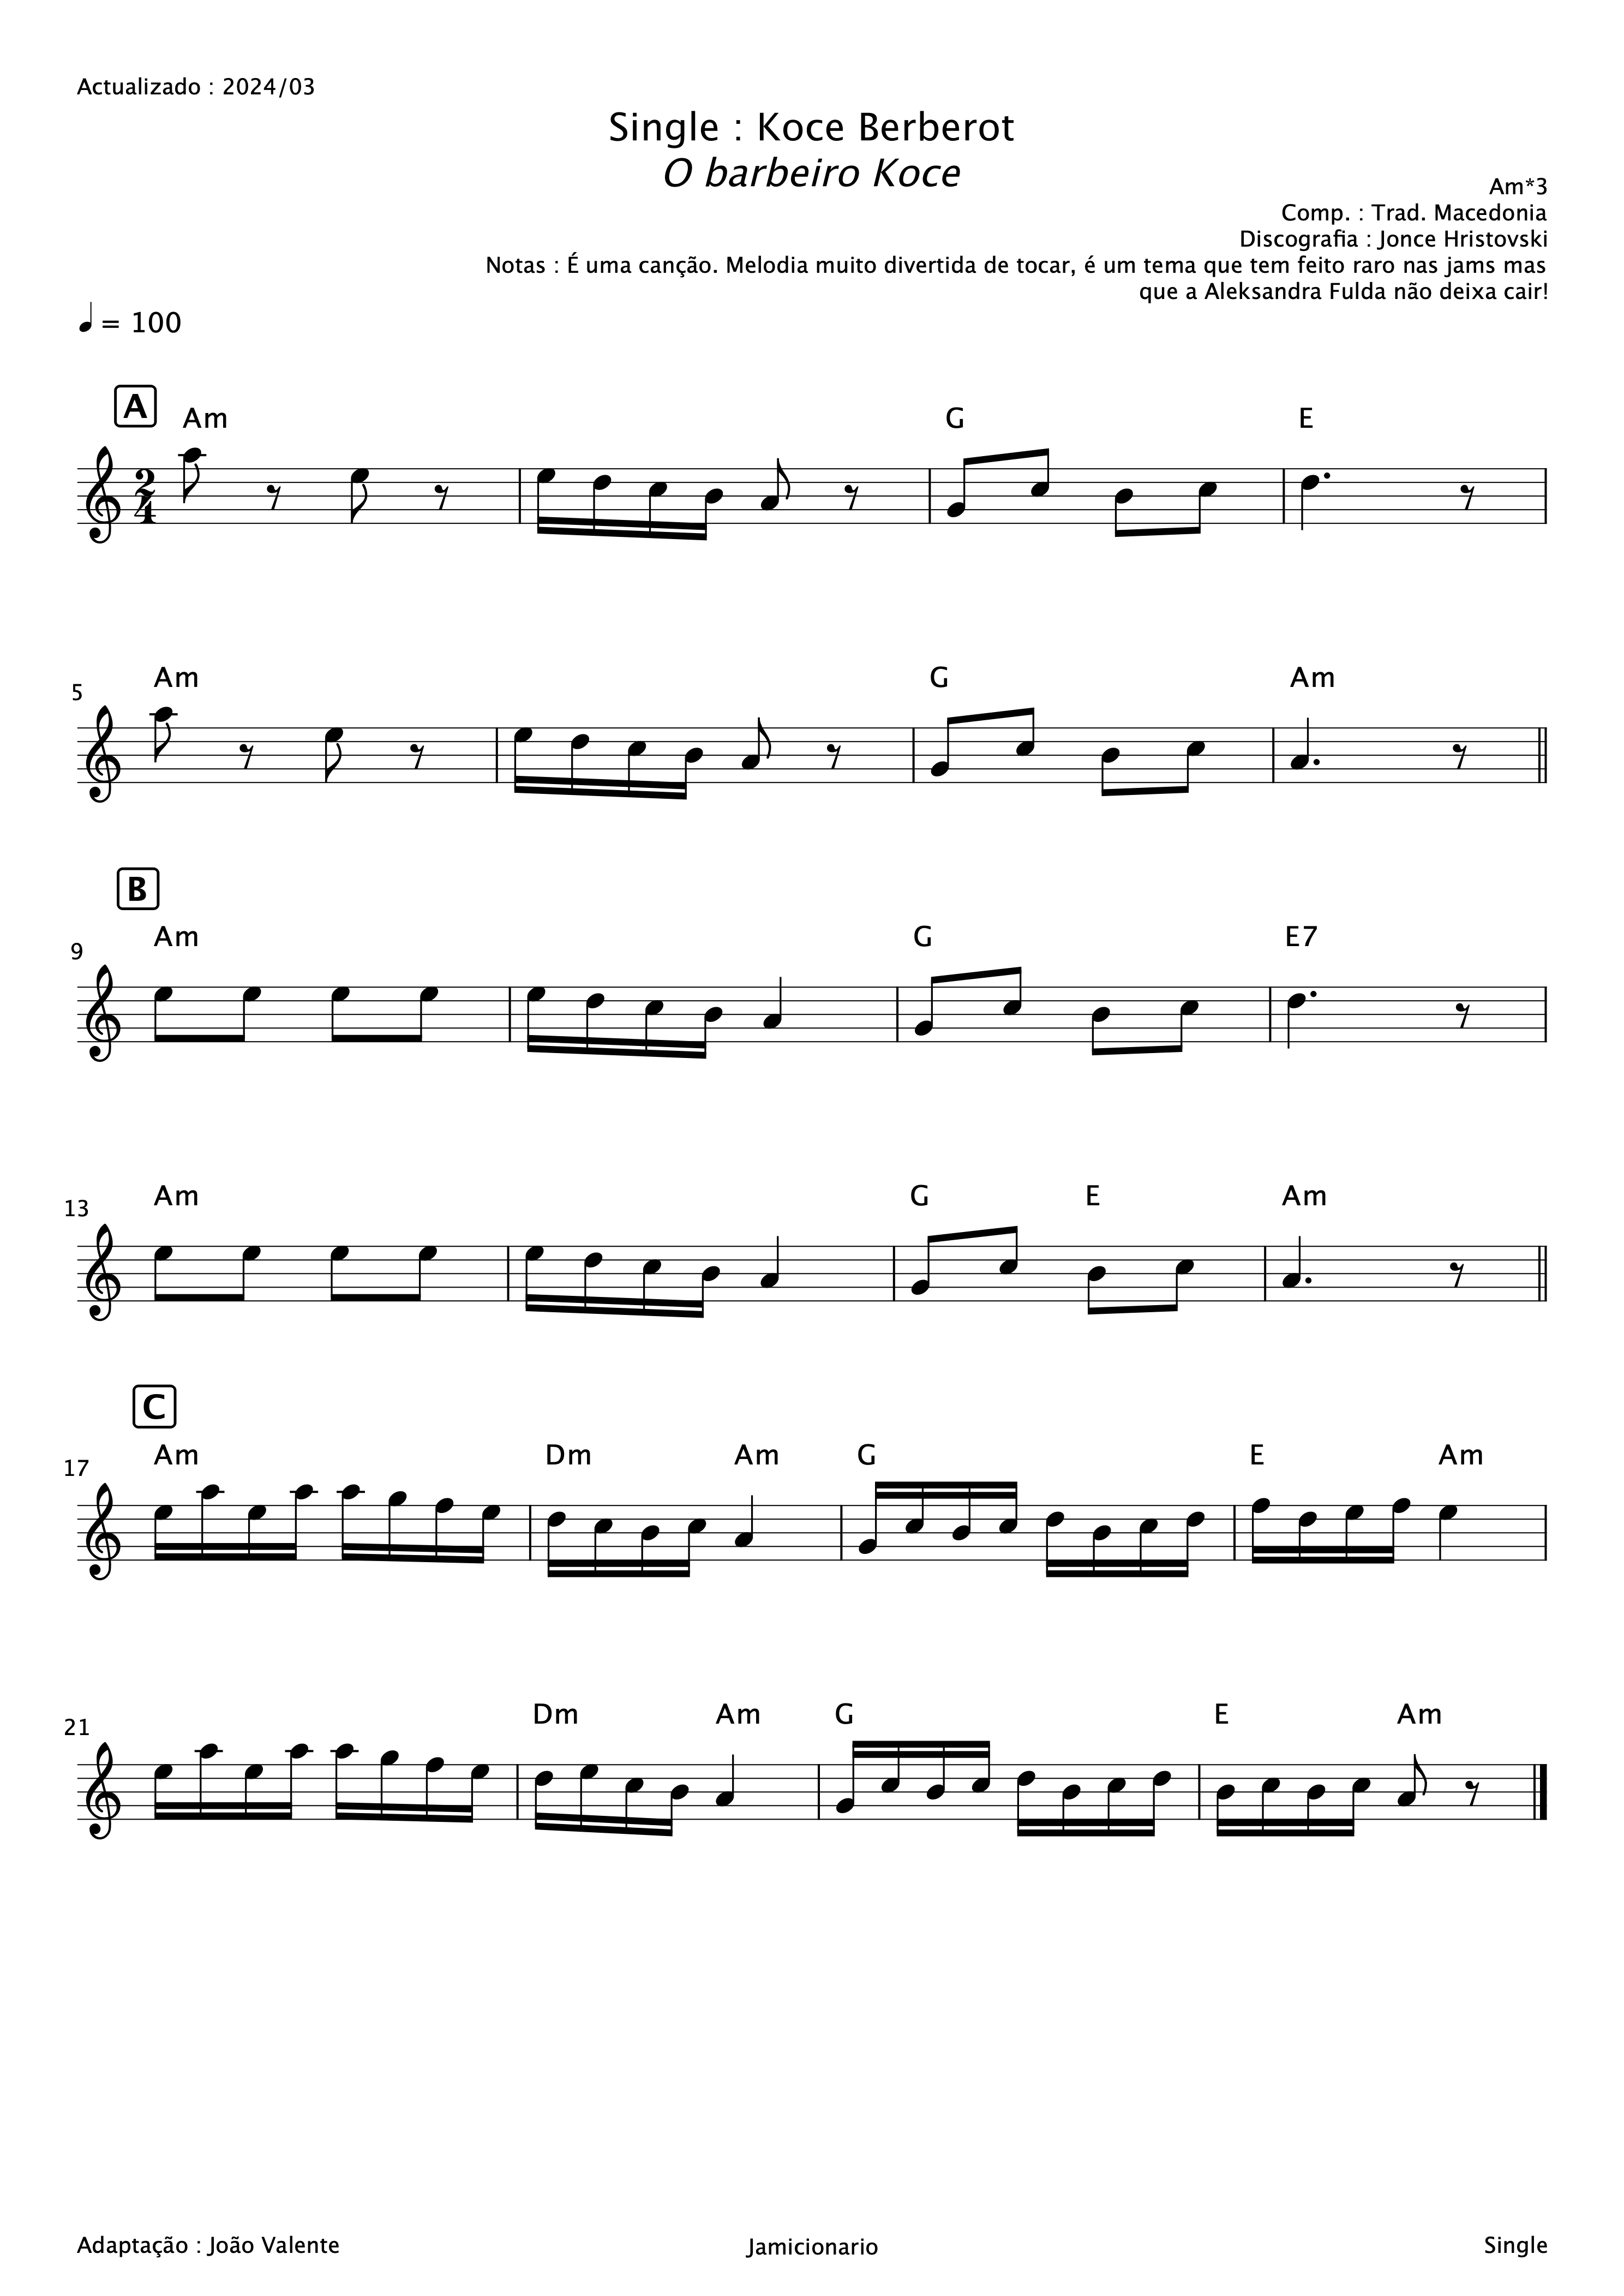 Actualizado : 2024/03
Single : Koce Berberot
O barbeiro Koce
Am*3
Comp. : Trad. Macedonia
Discografia : Jonce Hristovski
Notas : É uma canção. Melodia muito divertida de tocar, é um tema que tem feito raro nas jams mas
que a Aleksandra Fulda não deixa cair!
= 100
A
Am G E
2
4
5
Am G Am
B
9
Am G E7
13
Am G E Am
C
17
Am Dm Am G E Am
21
Dm Am G E Am
Adaptação : João Valente Jamicionario Single